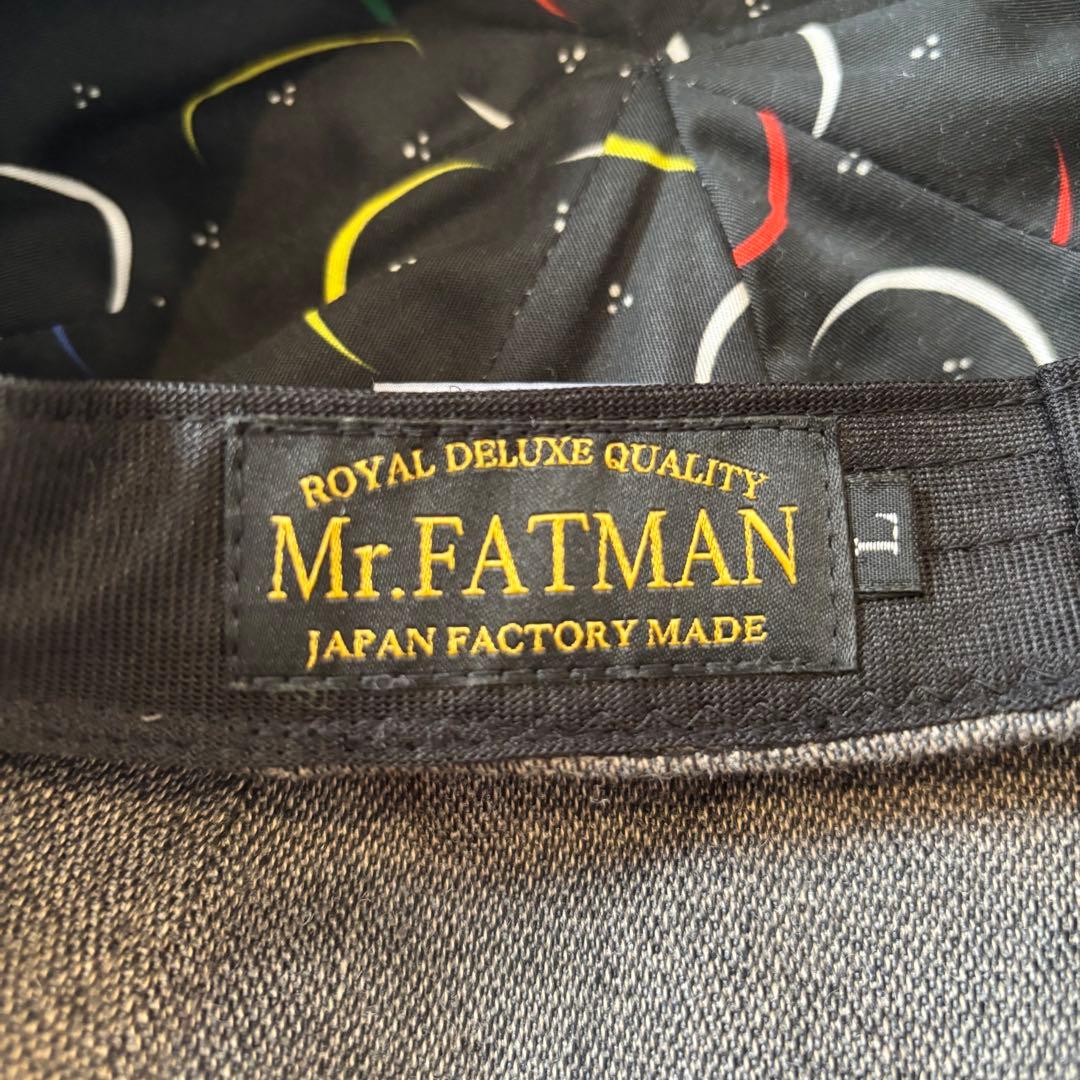 ROYAL DELUXE QUALITY
Mr.FATMAN
JAPAN FACTORY MADE
L